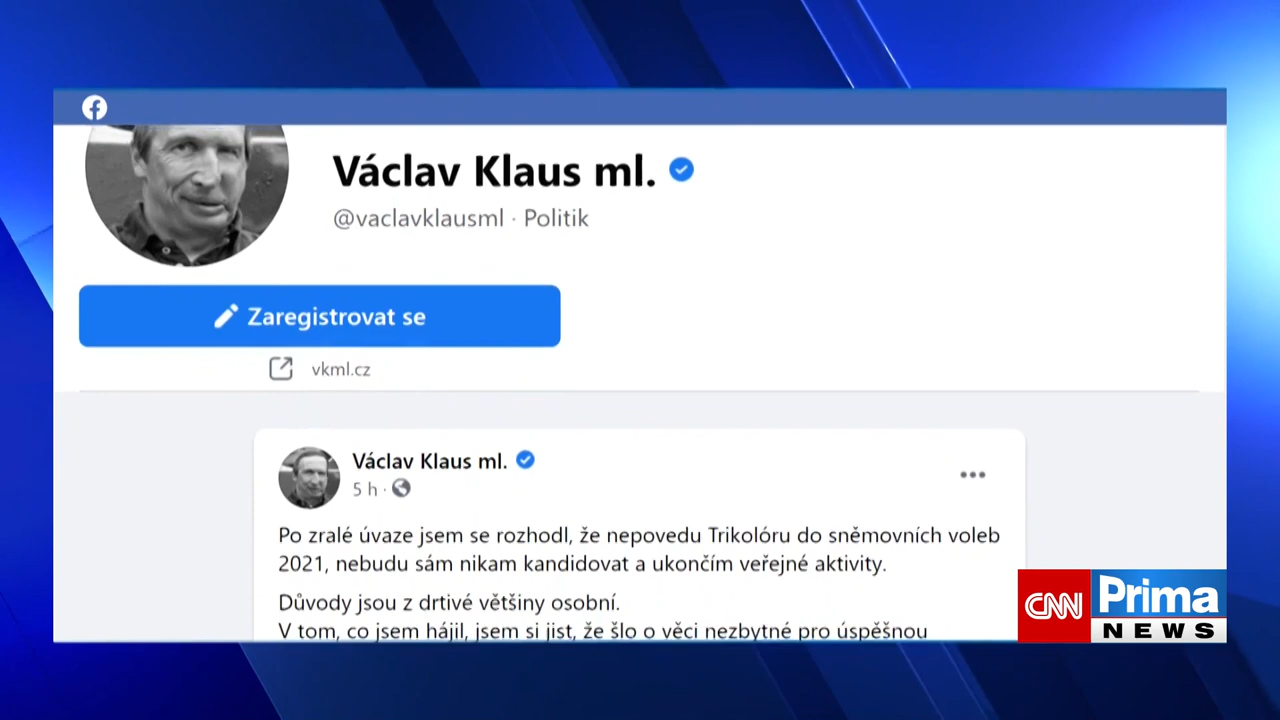 Václav Klaus ml.
@vaclavklausml · Politik
Zaregistrovat se
vkml.cz
Václav Klaus ml.
5 h ·
Po zralé úvaze jsem se rozhodl, že nepovedu Trikolóru do sněmovních voleb
2021, nebudu sám nikam kandidovat a ukončím veřejné aktivity.
Důvody jsou z drtivé většiny osobní.
V tom, co jsem hájil, jsem si jist, že šlo o věci nezbytné pro úspěšnou
CNN Prima
NEWS